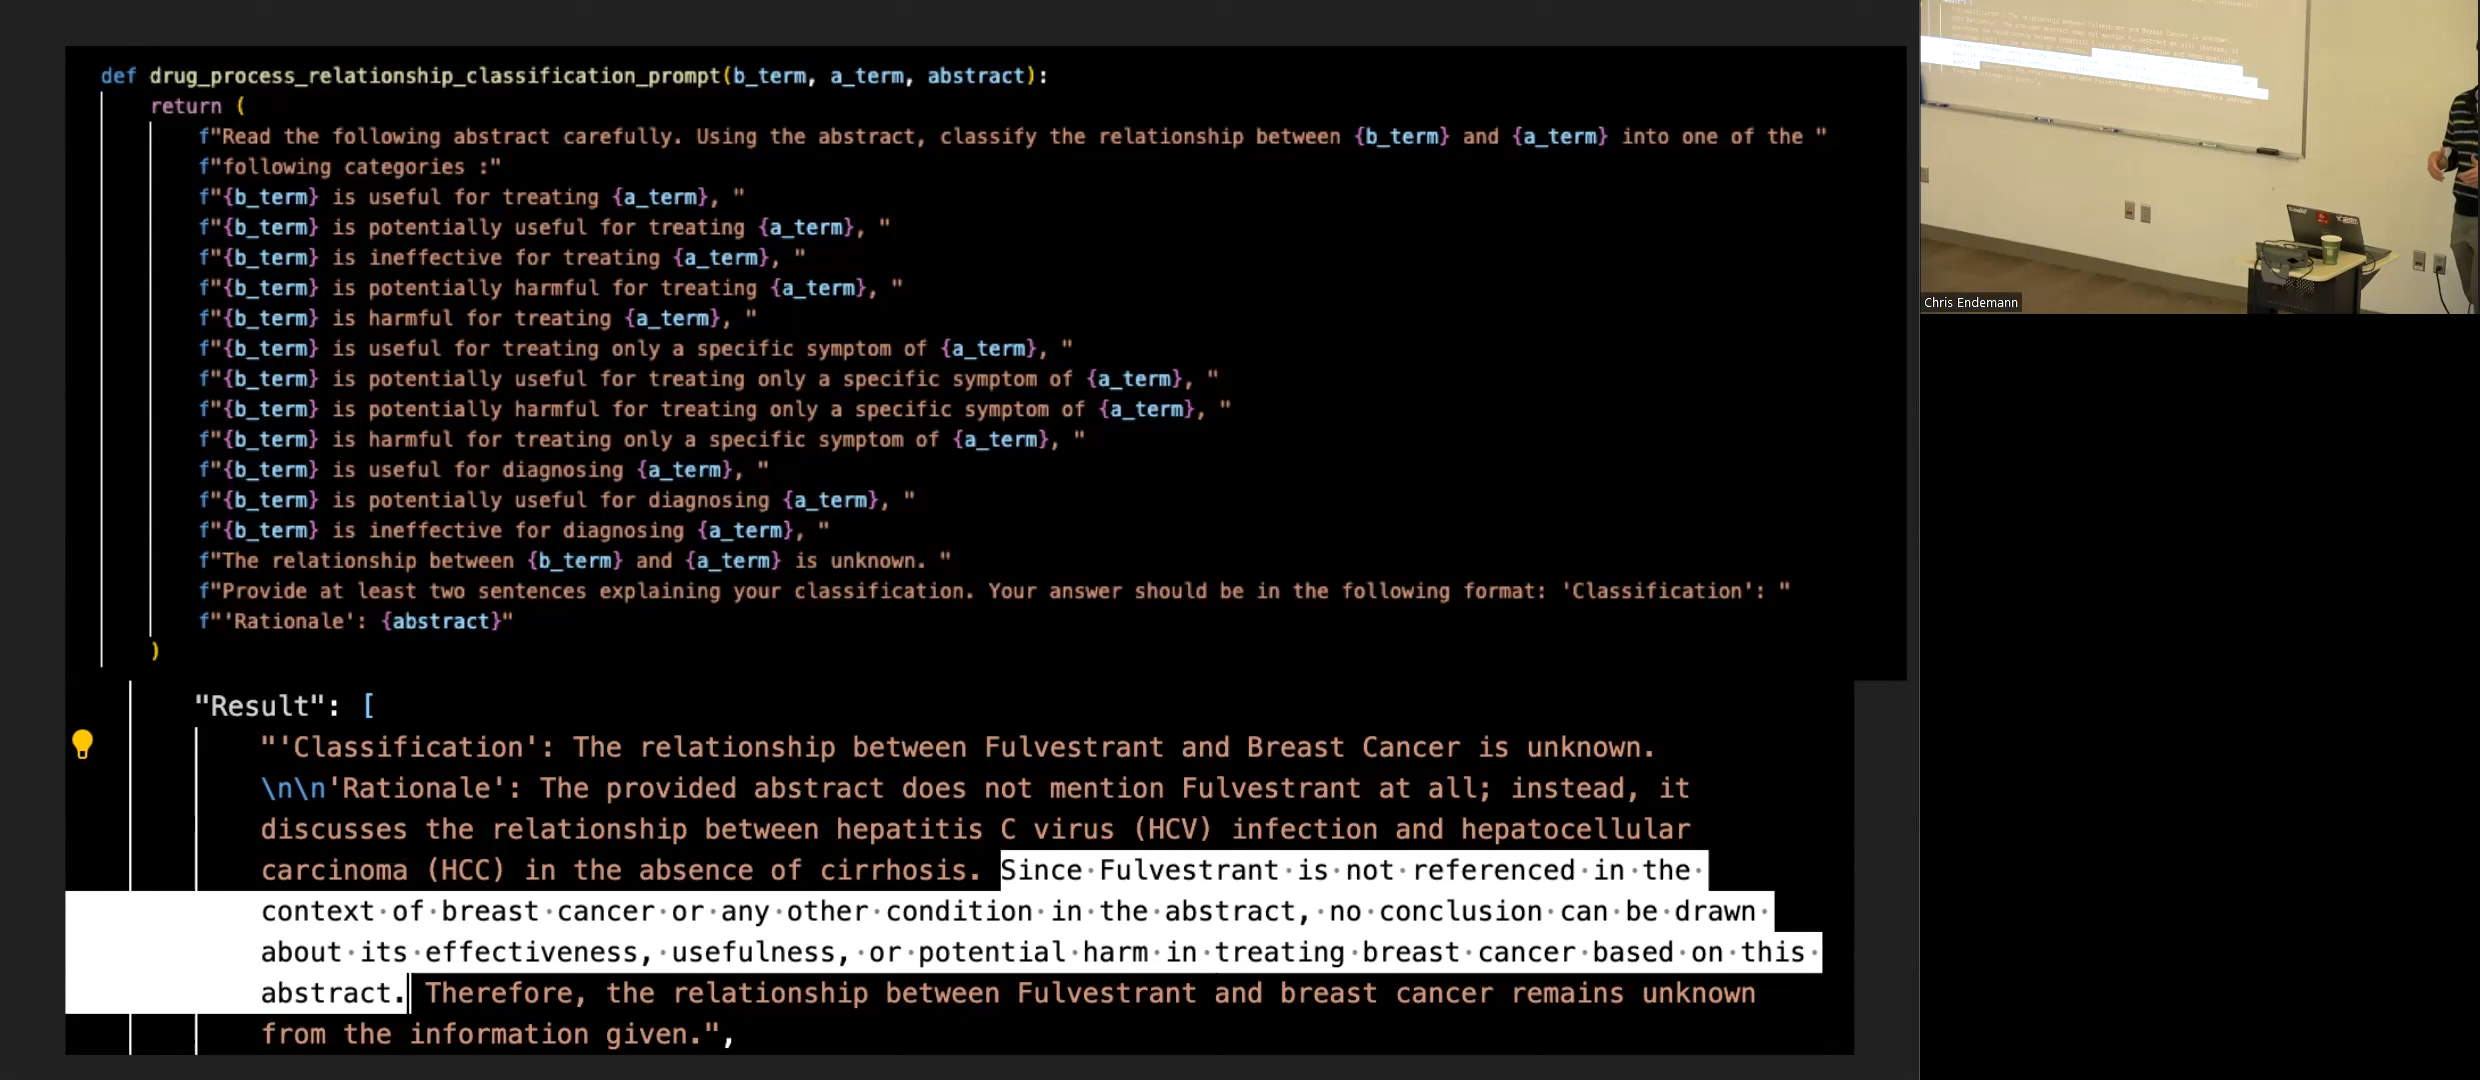 def drug_process_relationship_classification_prompt(b_term, a_term, abstract):
return (
f"Read the following abstract carefully. Using the abstract, classify the relationship between {b_term} and {a_term} into one of the "
f"following categories :"
f"{b_term} is useful for treating {a_term}, "
f"{b_term} is potentially useful for treating {a_term}, "
f"{b_term} is ineffective for treating {a_term}, "
f"{b_term} is potentially harmful for treating {a_term}, "
f"{b_term} is harmful for treating {a_term}, "
f"{b_term} is useful for treating only a specific symptom of {a_term}, "
f"{b_term} is potentially useful for treating only a specific symptom of {a_term}, "
f"{b_term} is potentially harmful for treating only a specific symptom of {a_term}, "
f"{b_term} is harmful for treating only a specific symptom of {a_term}, "
f"{b_term} is useful for diagnosing {a_term}, "
f"{b_term} is potentially useful for diagnosing {a_term}, "
f"{b_term} is ineffective for diagnosing {a_term}, "
f"The relationship between {b_term} and {a_term} is unknown. "
f"Provide at least two sentences explaining your classification. Your answer should be in the following format: 'Classification': "
f"'Rationale': {abstract}"
)
"Result": [
"'Classification': The relationship between Fulvestrant and Breast Cancer is unknown.
\n\n'Rationale': The provided abstract does not mention Fulvestrant at all; instead, it
discusses the relationship between hepatitis C virus (HCV) infection and hepatocellular
carcinoma (HCC) in the absence of cirrhosis. Since·Fulvestrant·is·not·referenced·in·the·
context·of·breast·cancer·or·any·other·condition·in·the·abstract,·no·conclusion·can·be·drawn·
about·its·effectiveness,·usefulness,·or·potential·harm·in·treating·breast·cancer·based·on·this·
abstract. Therefore, the relationship between Fulvestrant and breast cancer remains unknown
from the information given.",
Chris Endemann